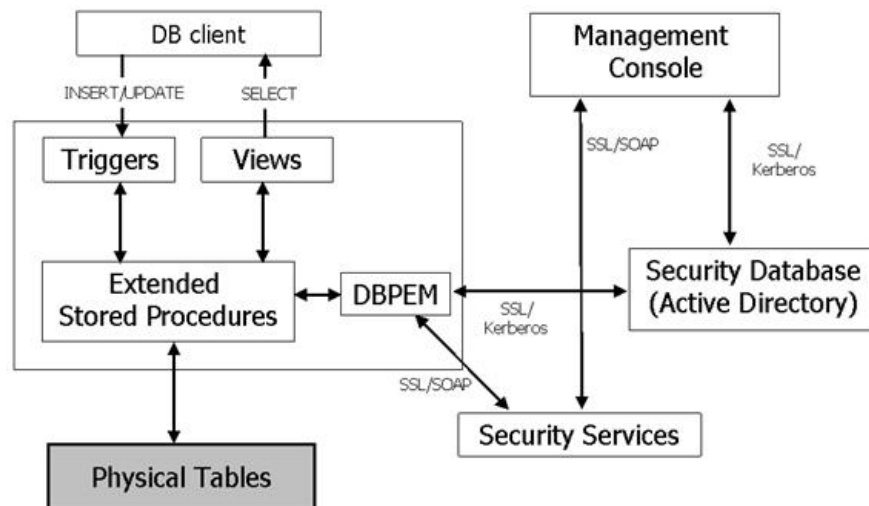 DB client
Management
Console
INSERT/UPDATE
SELECT
Triggers
Views
SSL/SOAP
SSL/
Kerberos
Extended
Stored Procedures
DBPEM
Security Database
(Active Directory)
SSL/
Kerberos
SSL/SOAP
Security Services
Physical Tables